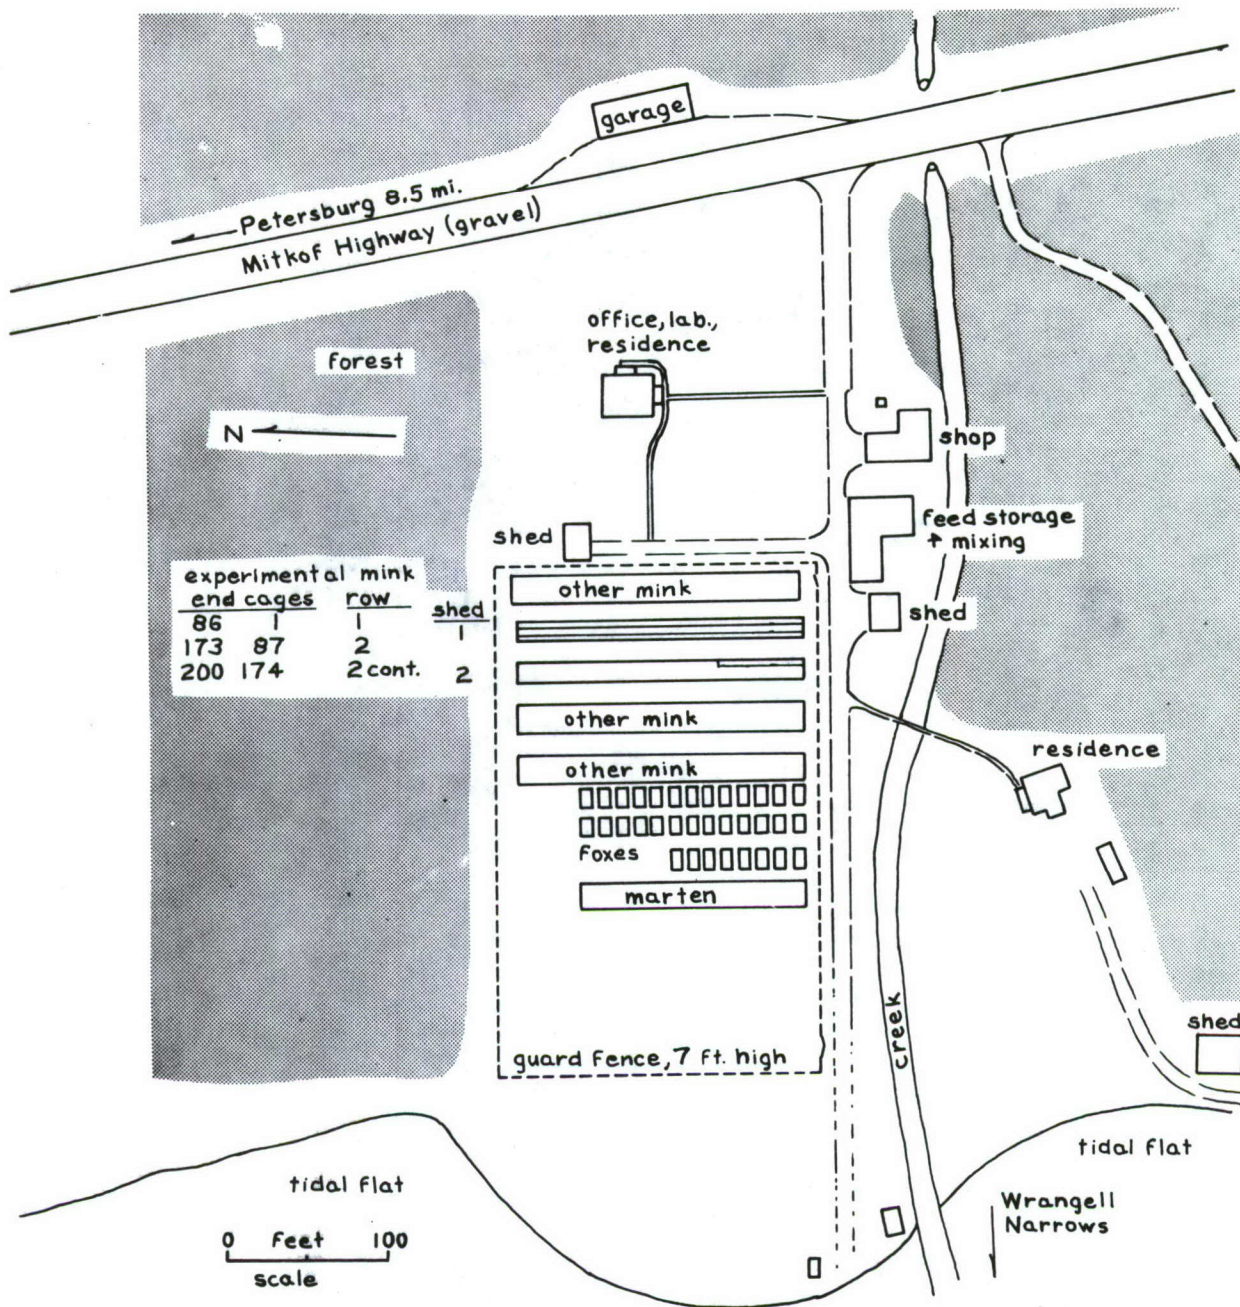 garage
Petersburg 8.5 mi.
Mitkof Highway (gravel)
office, lab.,
residence
forest
N
shop
feed storage
+ mixing
shed
experimental mink
end cages row shed
86 1 1 1
173 87 2
200 174 2 cont. 2
other mink
shed
other mink
residence
other mink
foxes
marten
creek
shed
guard fence, 7 ft. high
tidal flat
tidal flat
Wrangell
Narrows
0 feet 100
scale